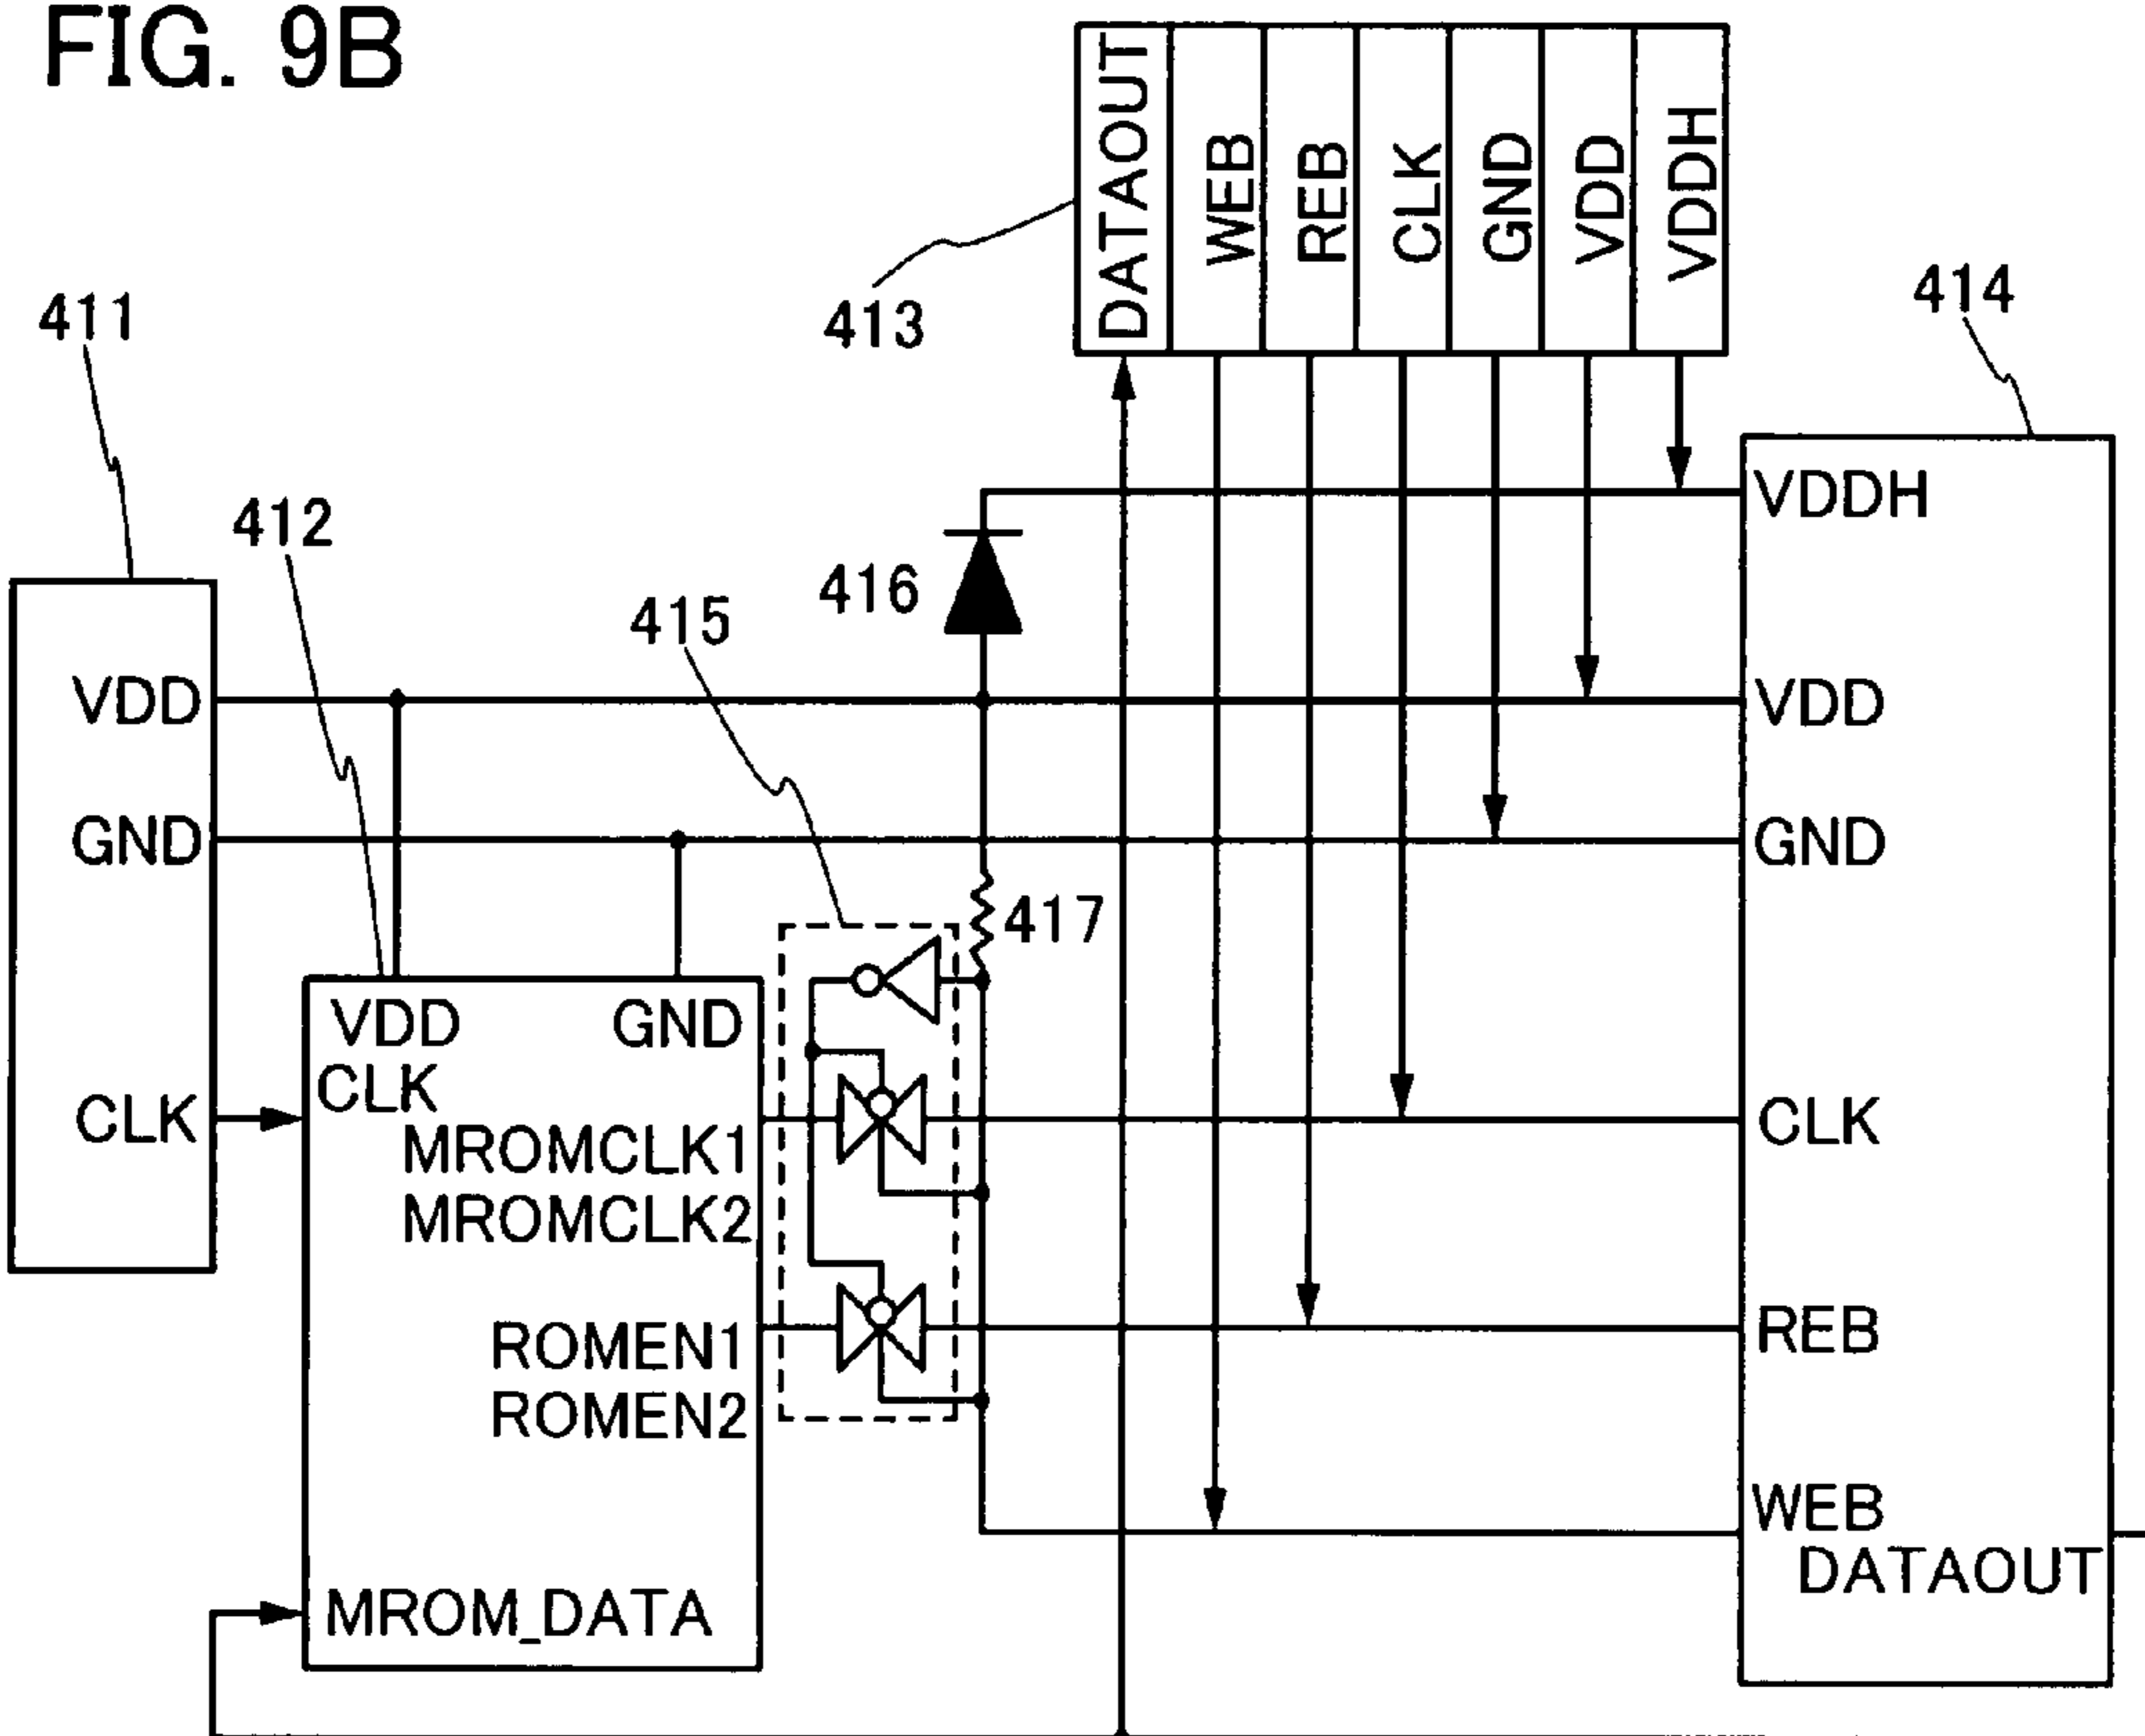 FIG. 9B
DATAOUT
WEB
REB
CLK
GND
VDD
VDDH
413
411
414
412
VDDH
416
415
VDD
VDD
GND
GND
417
VDD GND
CLK
CLK
CLK
MROMCLK1
MROMCLK2
ROMEN1
REB
ROMEN2
WEB
DATAOUT
MROM_DATA